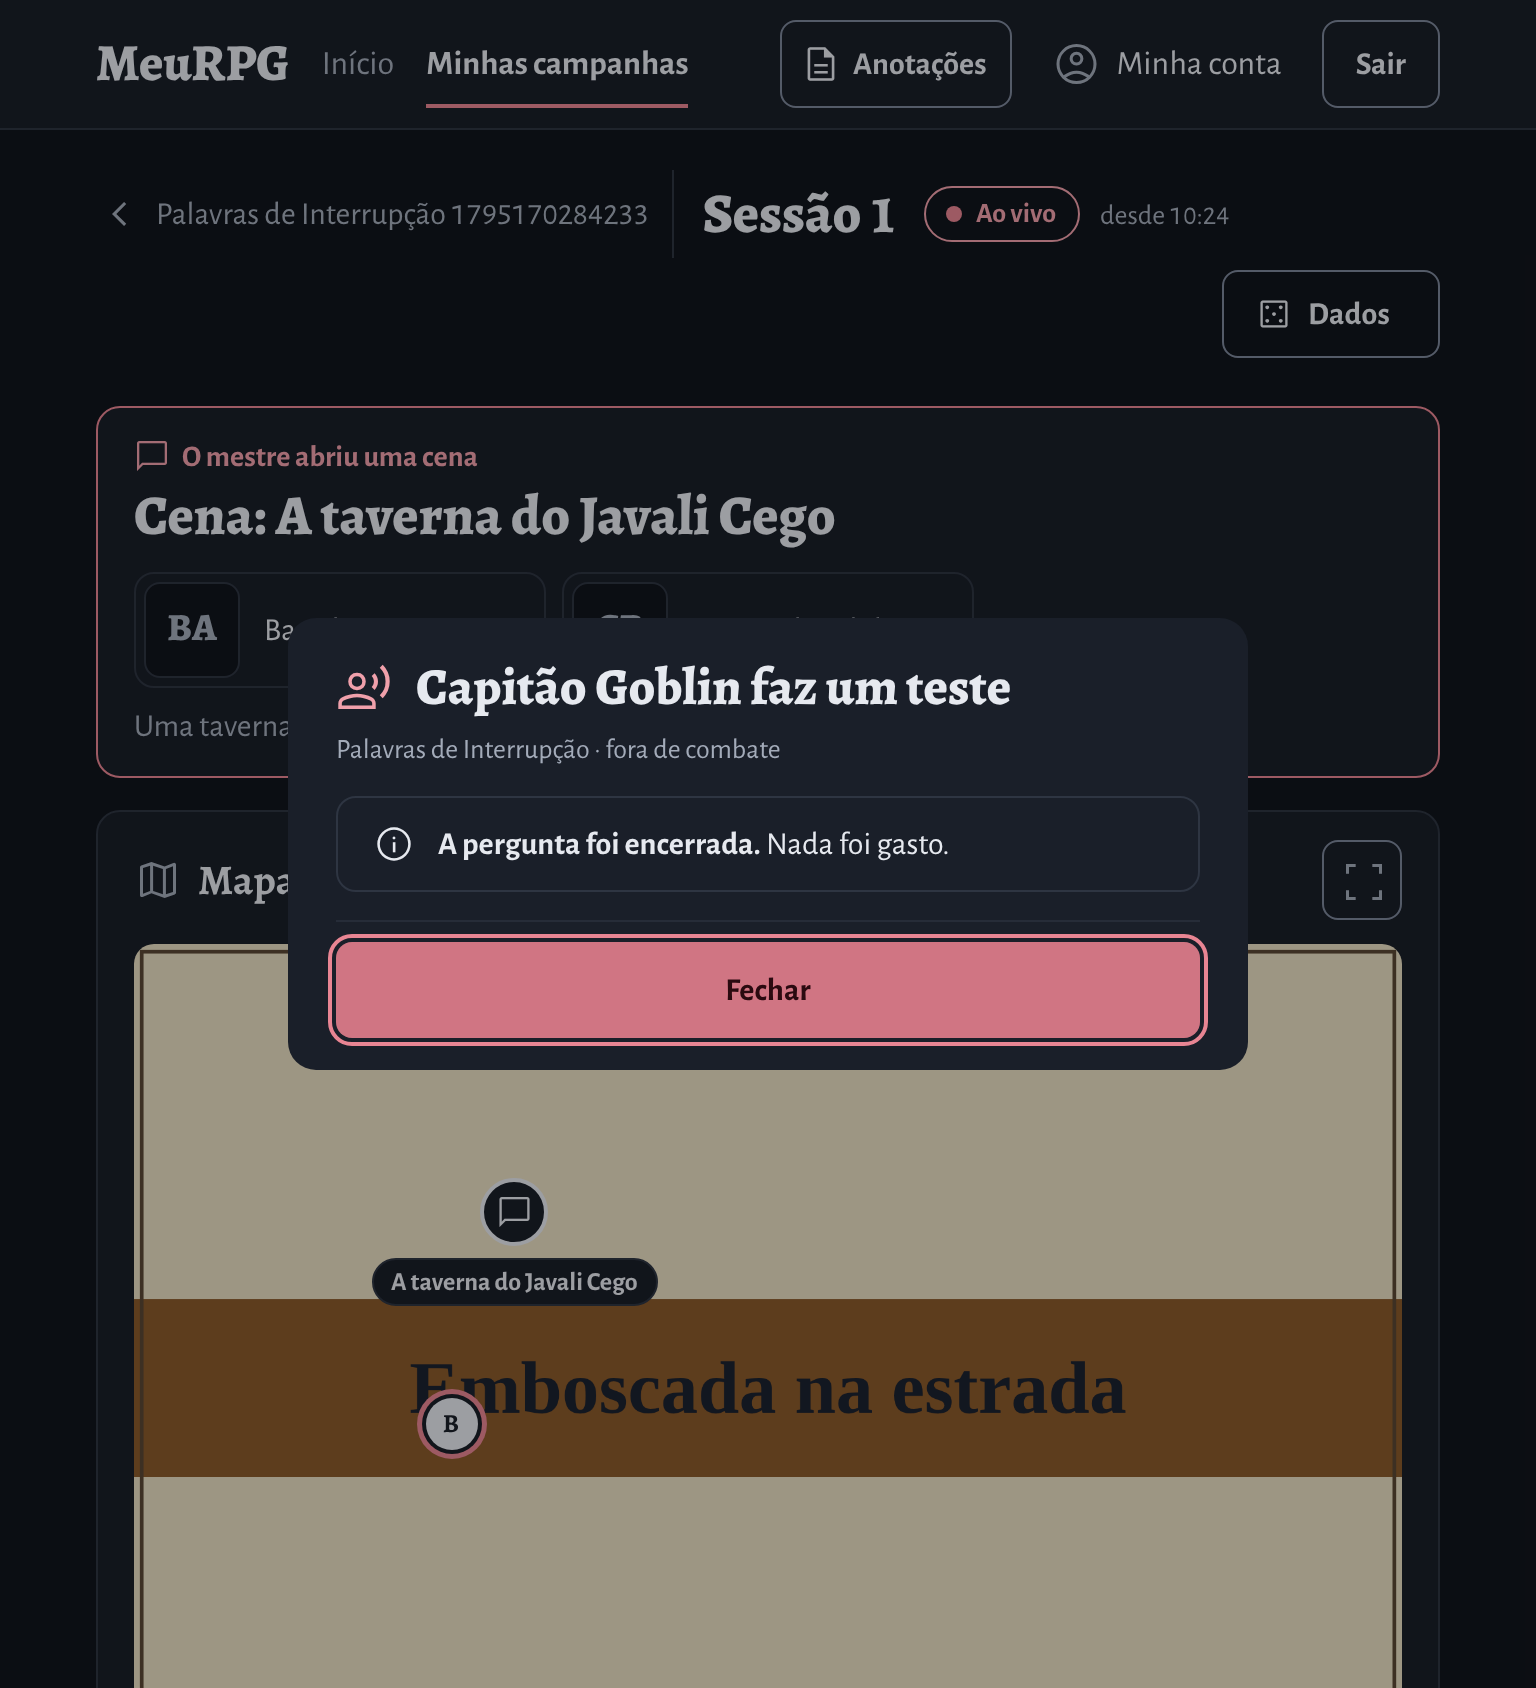 MeuRPG Início Minhas campanhas Anotações Minha conta Sair
Palavras de Interrupção 1795170284233 Sessão 1 Ao vivo desde 10:24
Dados
O mestre abriu uma cena
Cena: A taverna do Javali Cego
BA
Uma taverna
Capitão Goblin faz um teste
Palavras de Interrupção · fora de combate
A pergunta foi encerrada. Nada foi gasto.
Fechar
Mapa
A taverna do Javali Cego
Emboscada na estrada
B